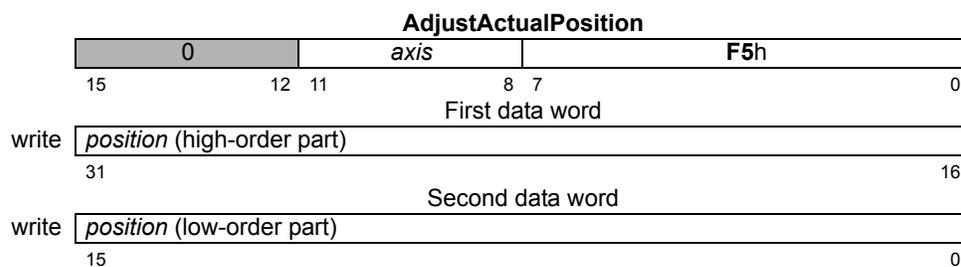 AdjustActualPosition
0 axis F5h
15 12 11 8 7 0
First data word
write position (high-order part)
31 16
Second data word
write position (low-order part)
15 0